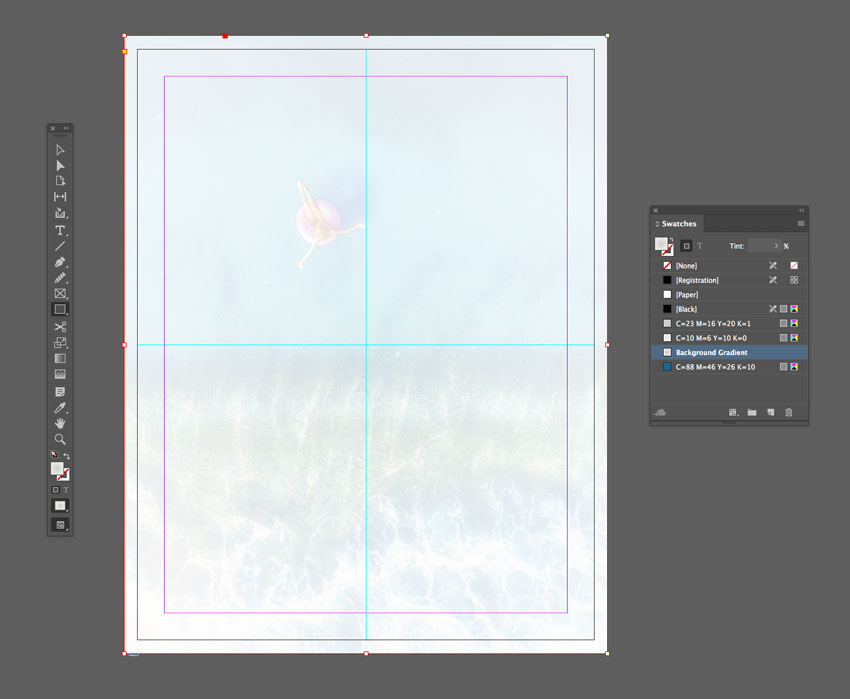 Swatches
Tint: %
[None]
[Registration]
[Paper]
[Black]
C=23 M=16 Y=20 K=1
C=10 M=6 Y=10 K=0
Background Gradient
C=88 M=46 Y=26 K=10